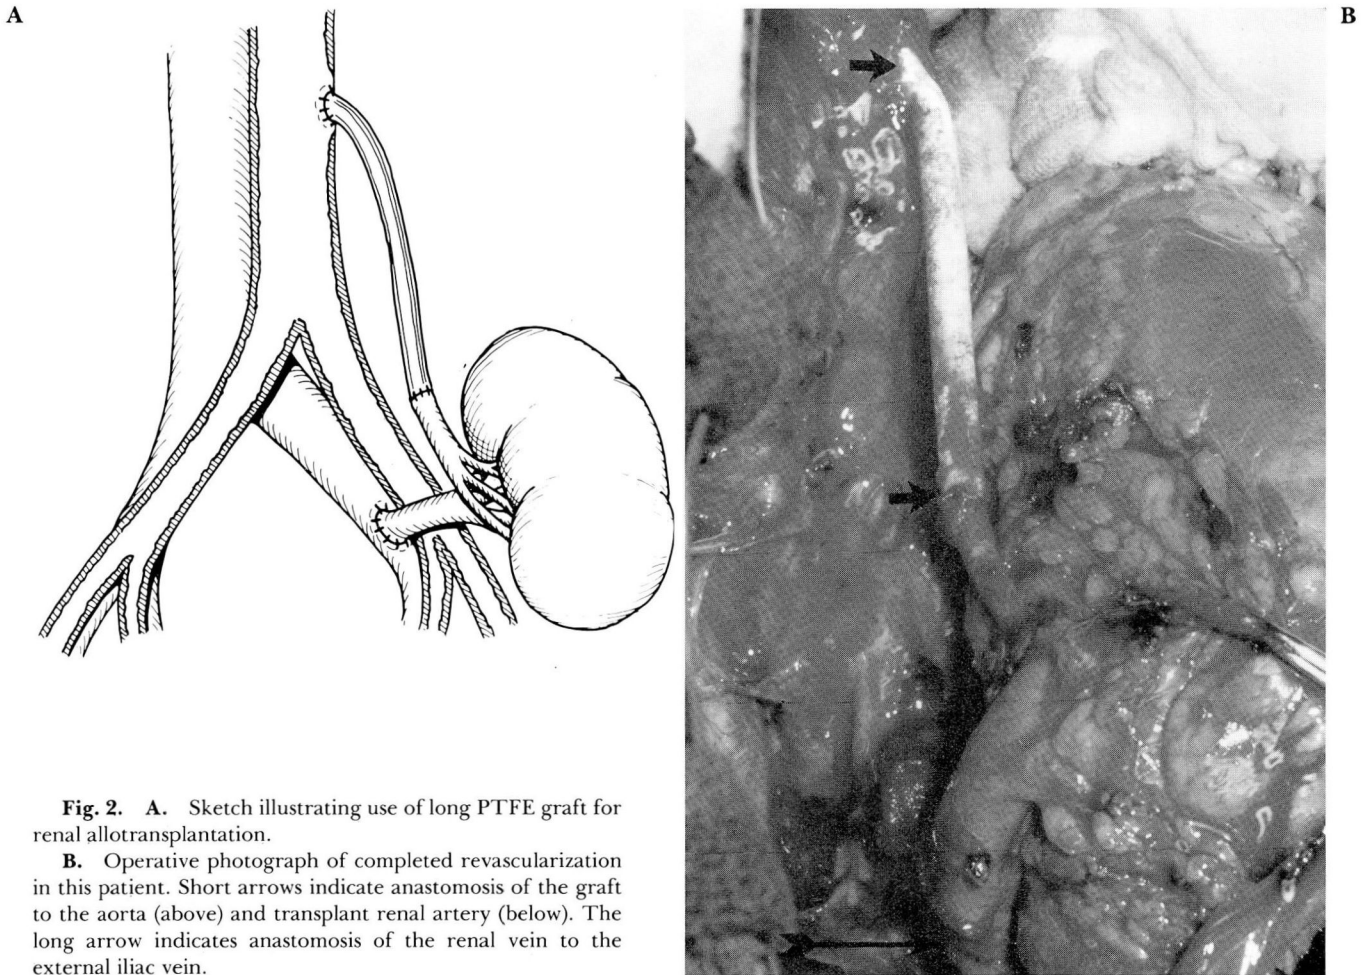 A
B
Fig. 2. A. Sketch illustrating use of long PTFE graft for
renal allotransplantation.
B. Operative photograph of completed revascularization
in this patient. Short arrows indicate anastomosis of the graft
to the aorta (above) and transplant renal artery (below). The
long arrow indicates anastomosis of the renal vein to the
external iliac vein.